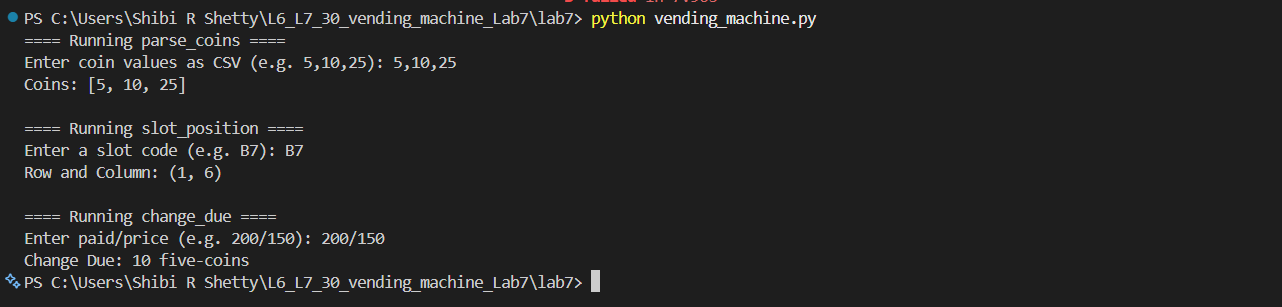 PS C:\Users\Shibi R Shetty\L6_L7_30_vending_machine_Lab7\lab7> python vending_machine.py
==== Running parse_coins ====
Enter coin values as CSV (e.g. 5,10,25): 5,10,25
Coins: [5, 10, 25]
==== Running slot_position ====
Enter a slot code (e.g. B7): B7
Row and Column: (1, 6)
==== Running change_due ====
Enter paid/price (e.g. 200/150): 200/150
Change Due: 10 five-coins
PS C:\Users\Shibi R Shetty\L6_L7_30_vending_machine_Lab7\lab7>